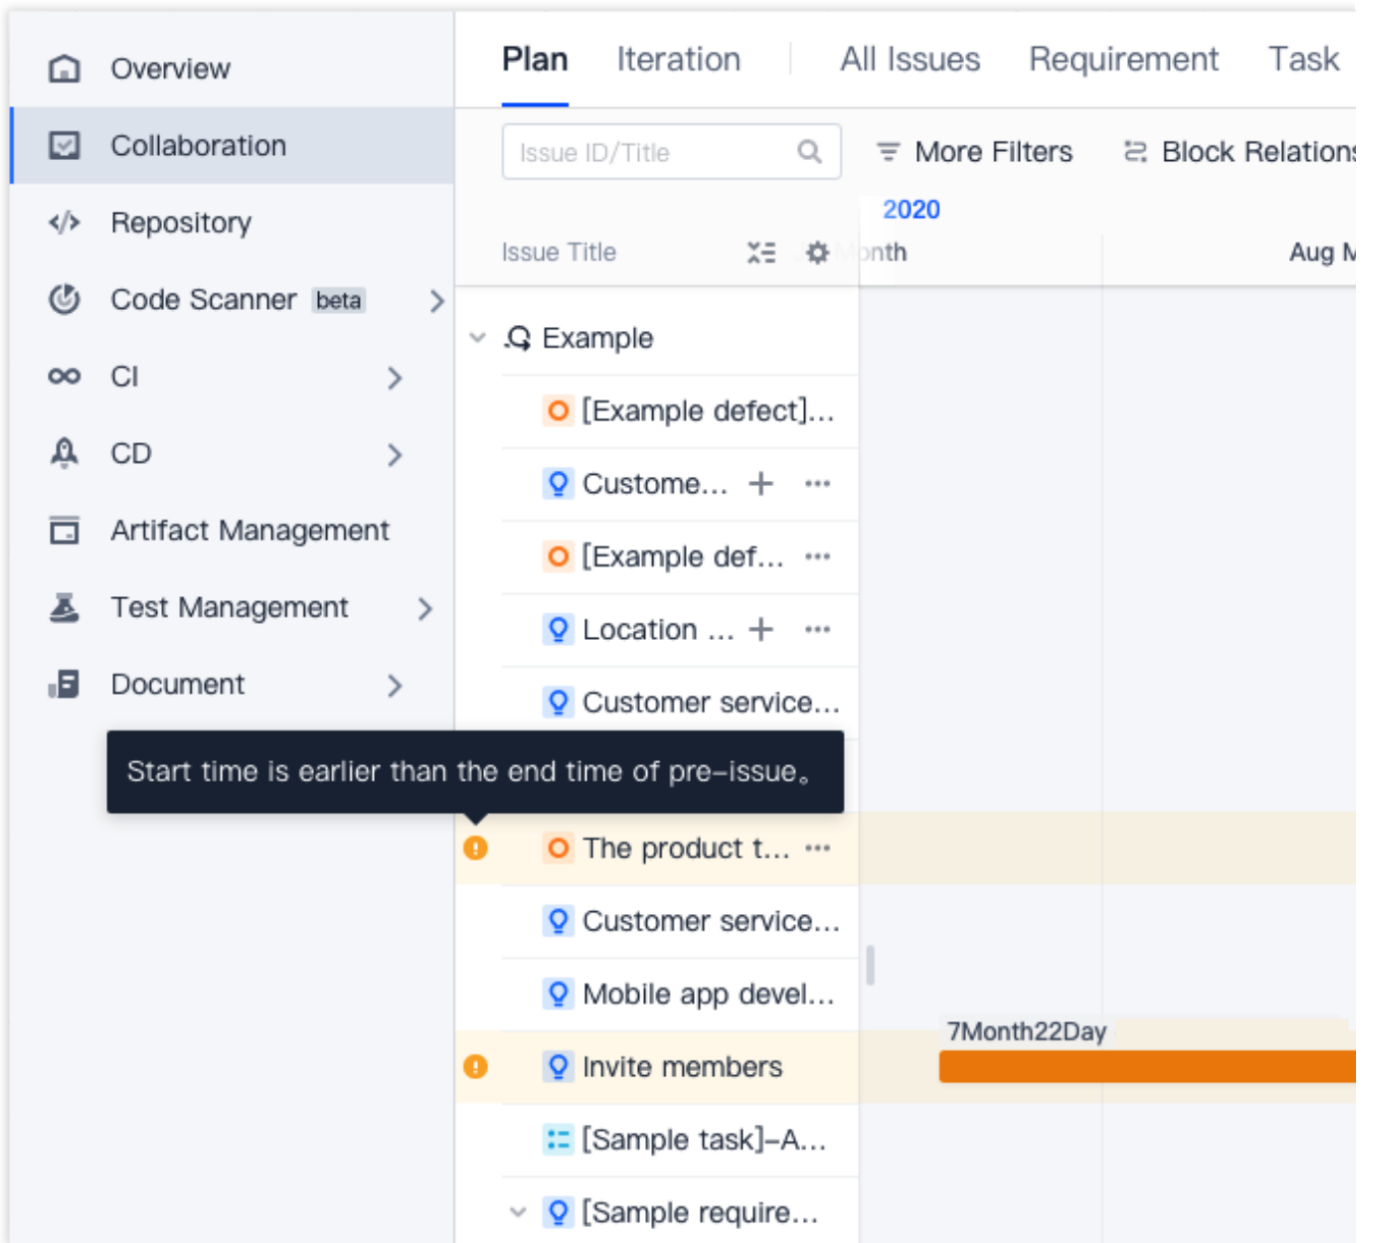 Overview
Collaboration
Repository
Code Scanner beta
CI
CD
Artifact Management
Test Management
Document
Plan Iteration All Issues Requirement Task
Issue ID/Title More Filters Block Relations
2020
Issue Title Month Aug M
Example
[Example defect]...
Custome...
[Example def...
Location ...
Customer service...
Start time is earlier than the end time of pre-issue。
The product t...
Customer service...
Mobile app devel...
7Month22Day
Invite members
[Sample task]-A...
[Sample require...